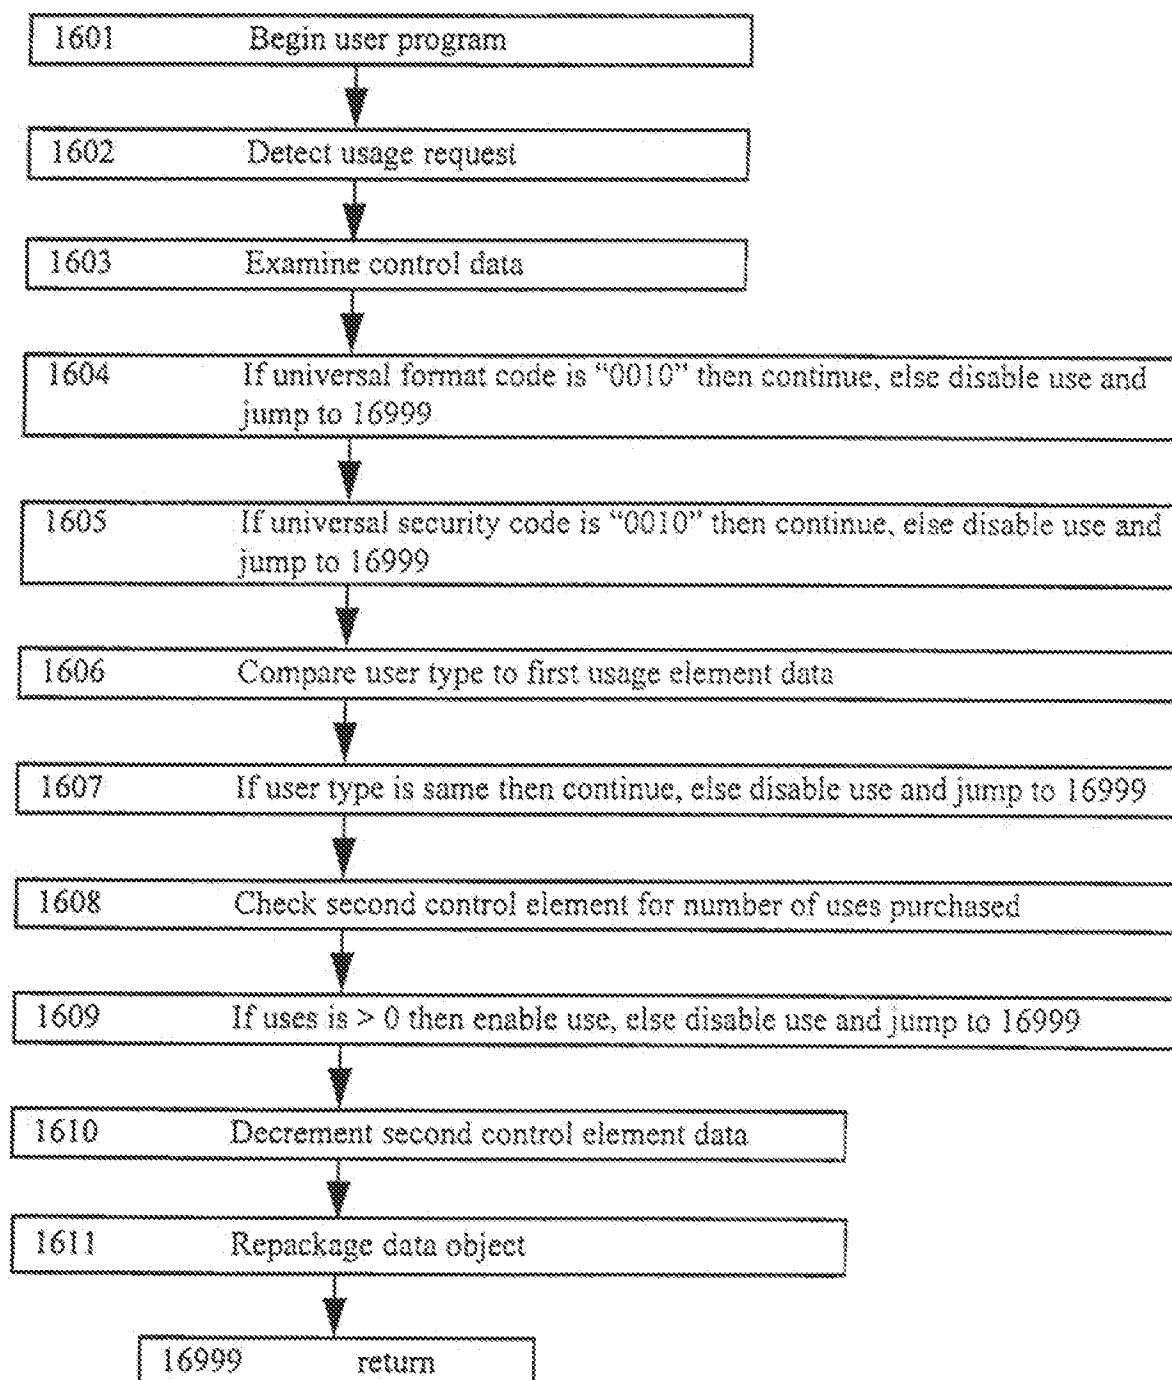 1601 Begin user program
1602 Detect usage request
1603 Examine control data
1604 If universal format code is “0010” then continue, else disable use and
jump to 16999
1605 If universal security code is “0010” then continue, else disable use and
jump to 16999
1606 Compare user type to first usage element data
1607 If user type is same then continue, else disable use and jump to 16999
1608 Check second control element for number of uses purchased
1609 If uses is > 0 then enable use, else disable use and jump to 16999
1610 Decrement second control element data
1611 Repackage data object
16999 return